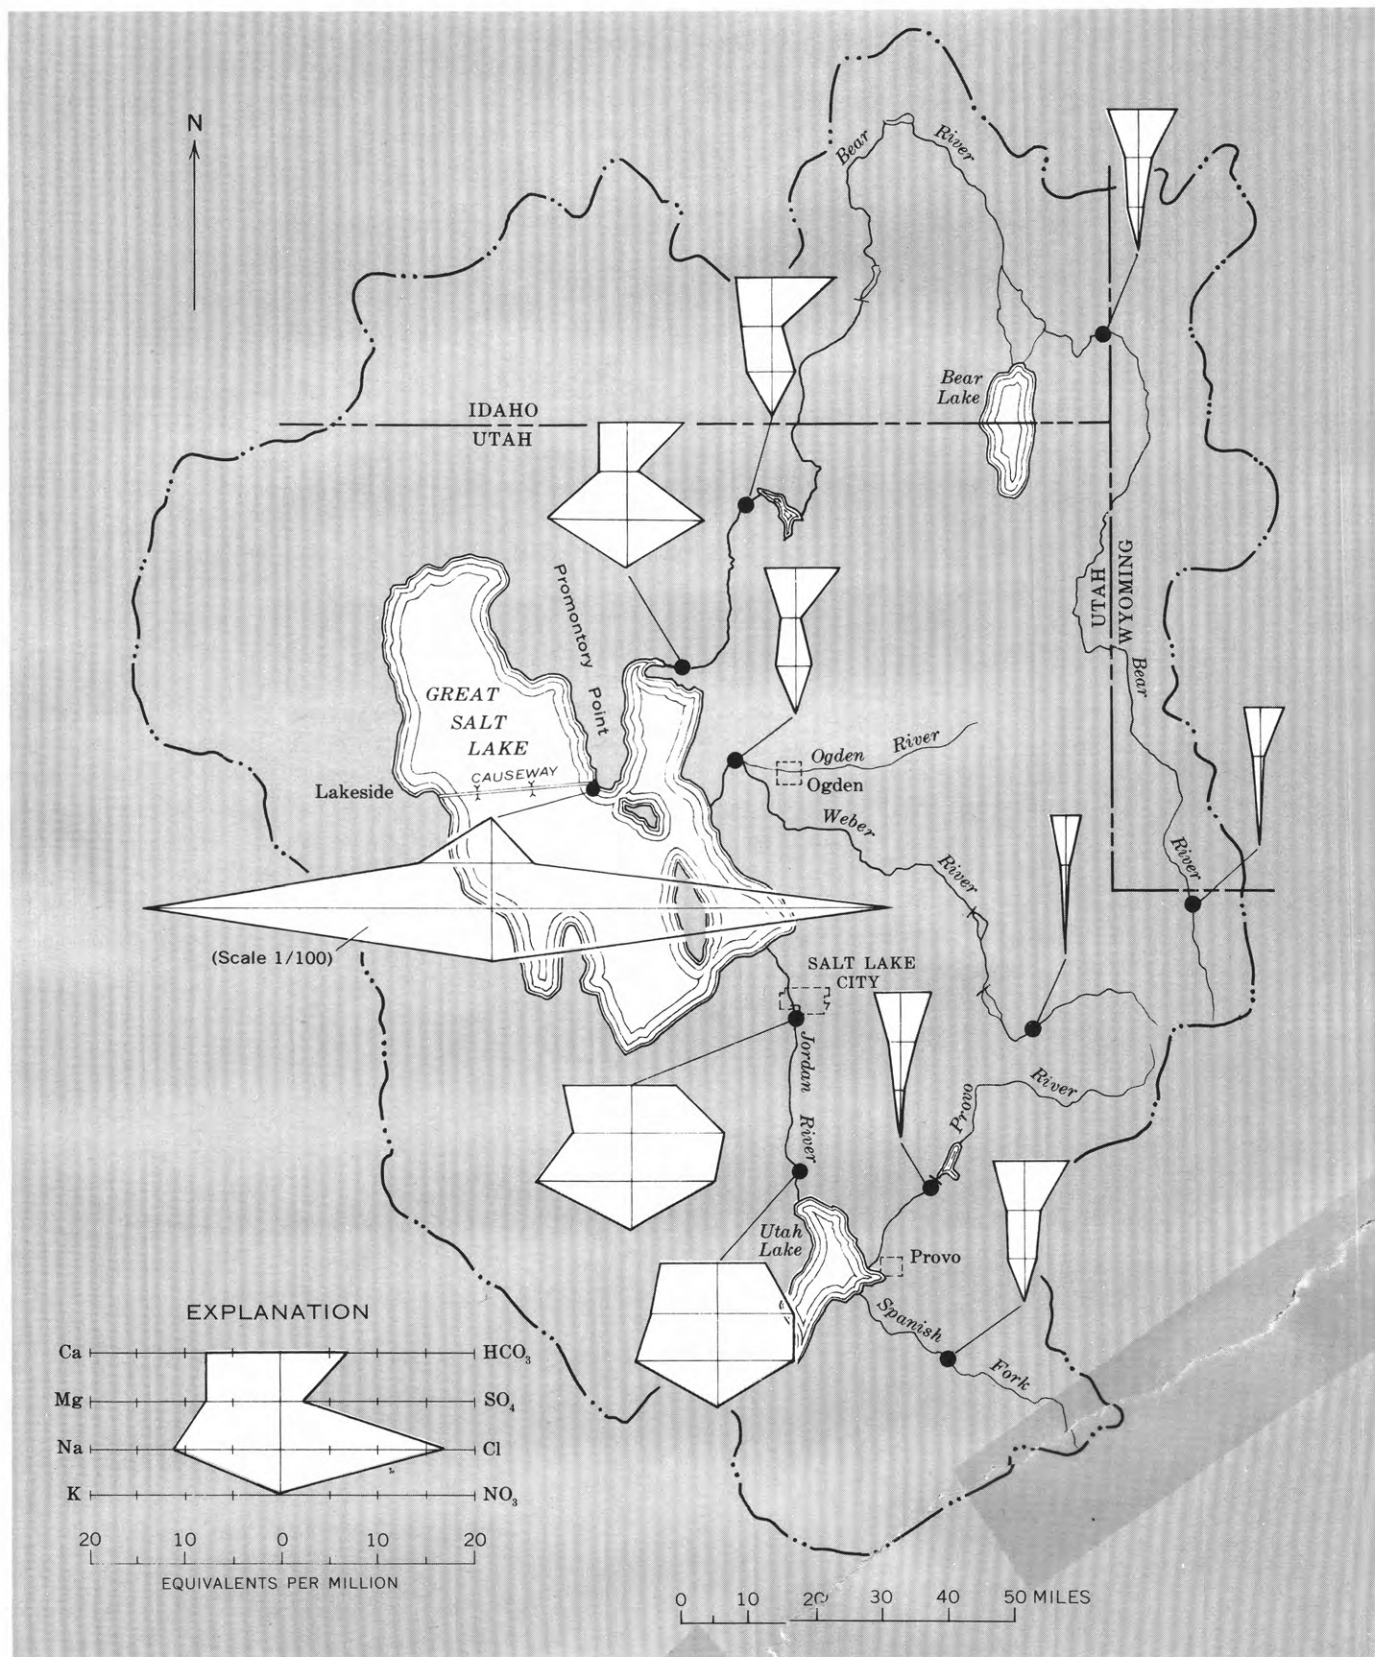 N
Bear
River
IDAHO
UTAH
Bear
Lake
UTAH
WYOMING
Bear
River
Promontory
Point
GREAT
SALT
LAKE
CAUSEWAY
Lakeside
Ogden
River
Ogden
Weber
River
(Scale 1/100)
SALT LAKE
CITY
Jordan
River
Provo
River
Utah
Lake
Provo
Spanish
Fork
EXPLANATION
Ca HCO₃
Mg SO₄
Na Cl
K NO₃
20 10 0 10 20
EQUIVALENTS PER MILLION
0 10 20 30 40 50 MILES